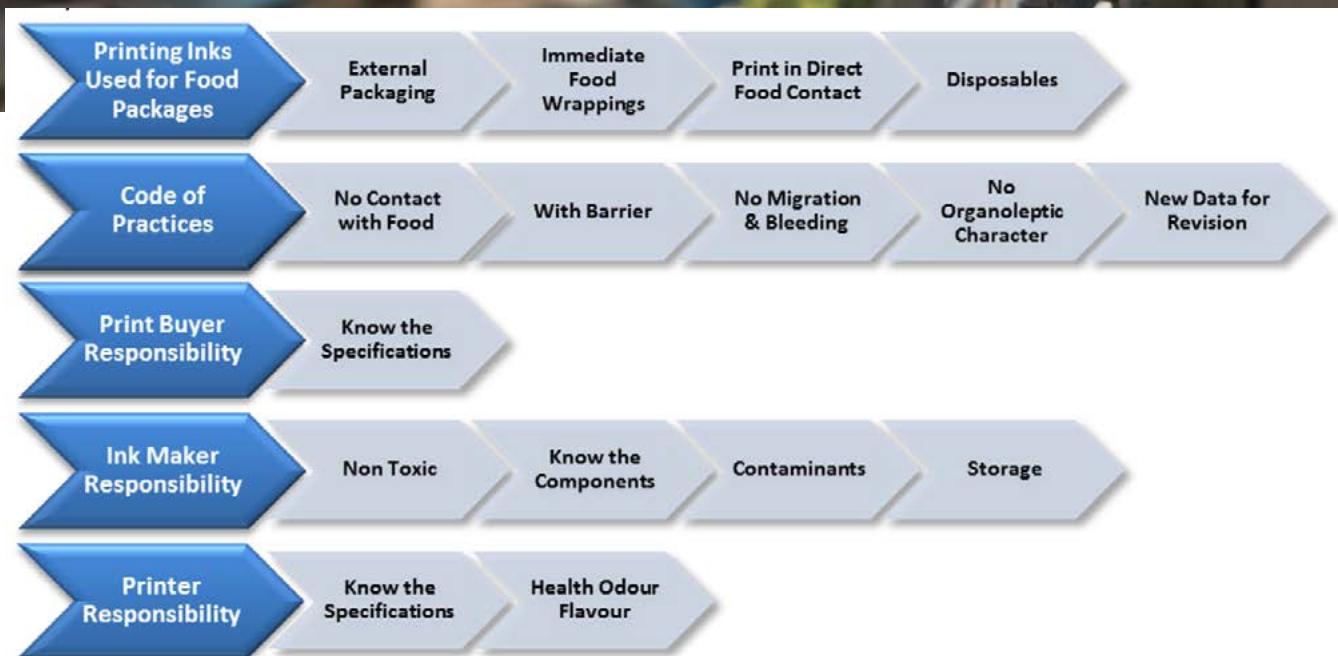 Printing Inks
Used for Food
Packages
External
Packaging
Immediate
Food
Wrappings
Print in Direct
Food Contact
Disposables
Code of
Practices
No Contact
with Food
With Barrier
No Migration
& Bleeding
No
Organoleptic
Character
New Data for
Revision
Print Buyer
Responsibility
Know the
Specifications
Ink Maker
Responsibility
Non Toxic
Know the
Components
Contaminants
Storage
Printer
Responsibility
Know the
Specifications
Health Odour
Flavour